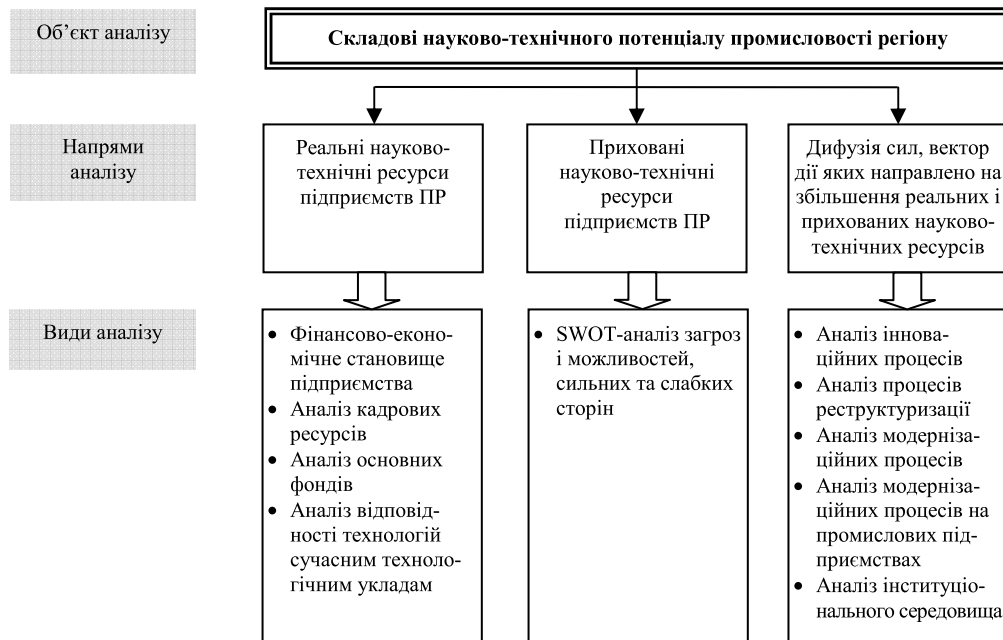 Об’єкт аналізу
Складові науково-технічного потенціалу промисловості регіону
Напрями
аналізу
Реальні науково-
технічні ресурси
підприємств ПР
Приховані
науково-технічні
ресурси
підприємств ПР
Дифузія сил, вектор
дії яких направлено на
збільшення реальних і
прихованих науково-
технічних ресурсів
Види аналізу
• Фінансово-еконо-
мічне становище
підприємства
• Аналіз кадрових
ресурсів
• Аналіз основних
фондів
• Аналіз відповід-
ності технологій
сучасним техноло-
гічним укладам
• SWOT-аналіз загроз
і можливостей,
сильних та слабких
сторін
• Аналіз іннова-
ційних процесів
• Аналіз процесів
реструктуризації
• Аналіз моderніза-
ційних процесів
• Аналіз модерніза-
ційних процесів на
промислових під-
приємствах
• Аналіз інституціо-
нального середовища